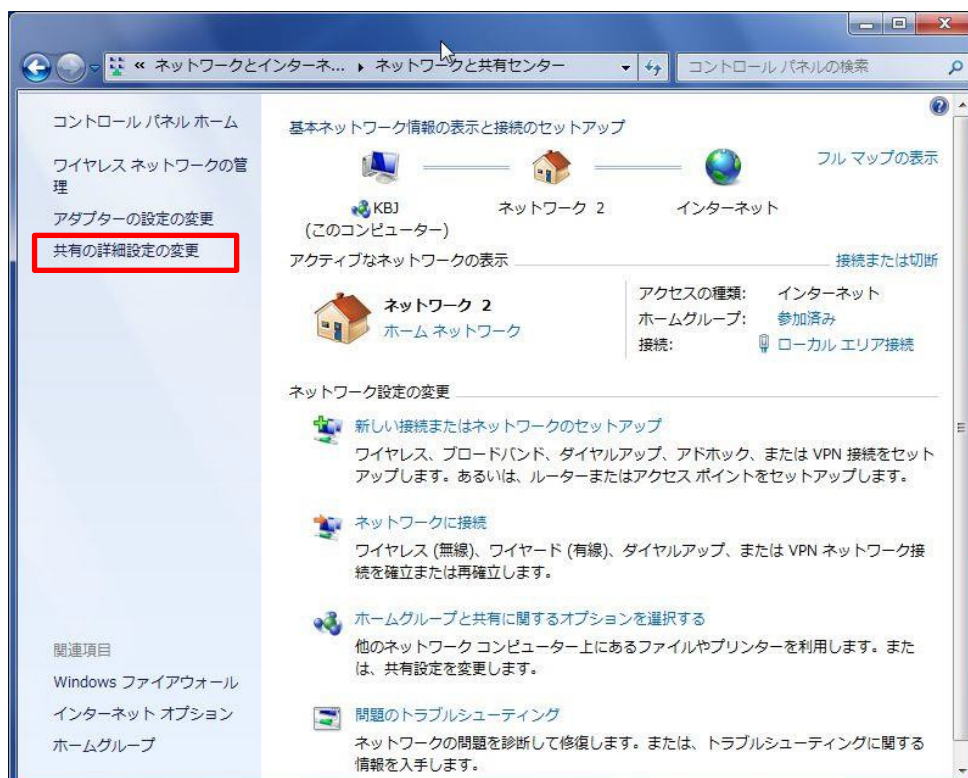 « ネットワークとインターネ... ▸ ネットワークと共有センター
コントロール パネルの検索
コントロール パネル ホーム
ワイヤレス ネットワークの管
理
アダプターの設定の変更
共有の詳細設定の変更
関連項目
Windows ファイアウォール
インターネット オプション
ホームグループ
基本ネットワーク情報の表示と接続のセットアップ
フル マップの表示
KBJ
(このコンピューター)
ネットワーク 2
インターネット
アクティブなネットワークの表示
接続または切断
ネットワーク 2
ホーム ネットワーク
アクセスの種類: インターネット
ホームグループ: 参加済み
接続: ローカル エリア接続
ネットワーク設定の変更
新しい接続またはネットワークのセットアップ
ワイヤレス、ブロードバンド、ダイヤルアップ、アドホック、または VPN 接続をセット
アップします。あるいは、ルーターまたはアクセス ポイントをセットアップします。
ネットワークに接続
ワイヤレス (無線)、ワイヤード (有線)、ダイヤルアップ、または VPN ネットワーク接
続を確立または再確立します。
ホームグループと共有に関するオプションを選択する
他のネットワーク コンピューター上にあるファイルやプリンターを利用します。また
は、共有設定を変更します。
問題のトラブルシューティング
ネットワークの問題を診断して修復します。または、トラブルシューティングに関する
情報を入手します。